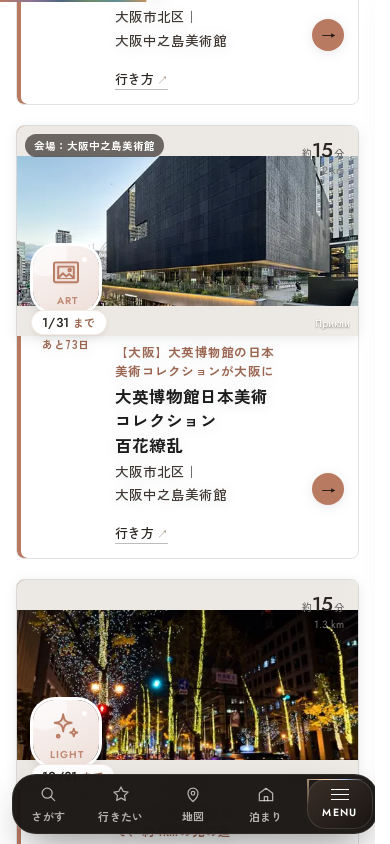 大阪市北区｜
大阪中之島美術館
→
行き方 ↗
会場：大阪中之島美術館
約15分
ART
1/31 まで
あと73日
Прикли
【大阪】大英博物館の日本
美術コレクションが大阪に
大英博物館日本美術
コレクション
百花繚乱
大阪市北区｜
大阪中之島美術館
→
行き方 ↗
約15分
1.3 km
LIGHT
さがす
行きたい
地図
泊まり
MENU